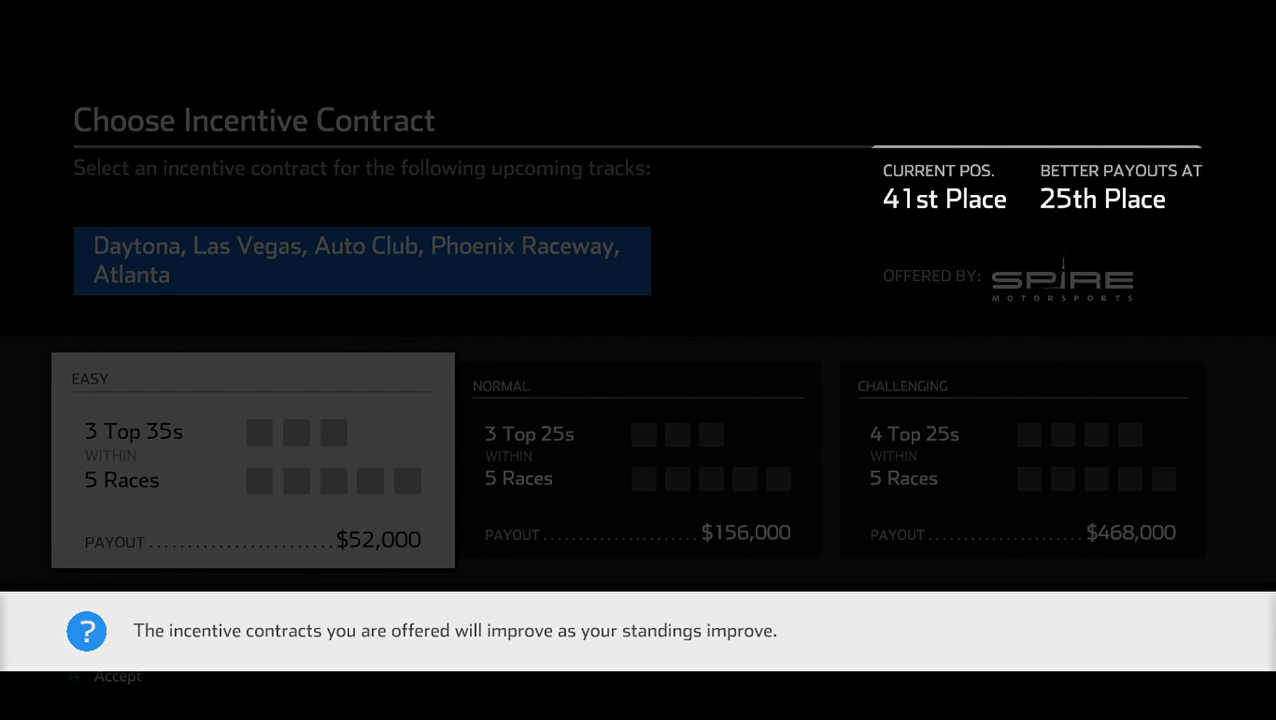 Choose Incentive Contract
Select an incentive contract for the following upcoming tracks:
CURRENT POS.
41st Place
BETTER PAYOUTS AT
25th Place
Daytona, Las Vegas, Auto Club, Phoenix Raceway,
Atlanta
OFFERED BY:
SPIRE
MOTORSPORTS
EASY
3 Top 35s
WITHIN
5 Races
PAYOUT ........................ $52,000
NORMAL
3 Top 25s
WITHIN
5 Races
PAYOUT ........................ $156,000
CHALLENGING
4 Top 25s
WITHIN
5 Races
PAYOUT ........................ $468,000
? The incentive contracts you are offered will improve as your standings improve.
A Accept